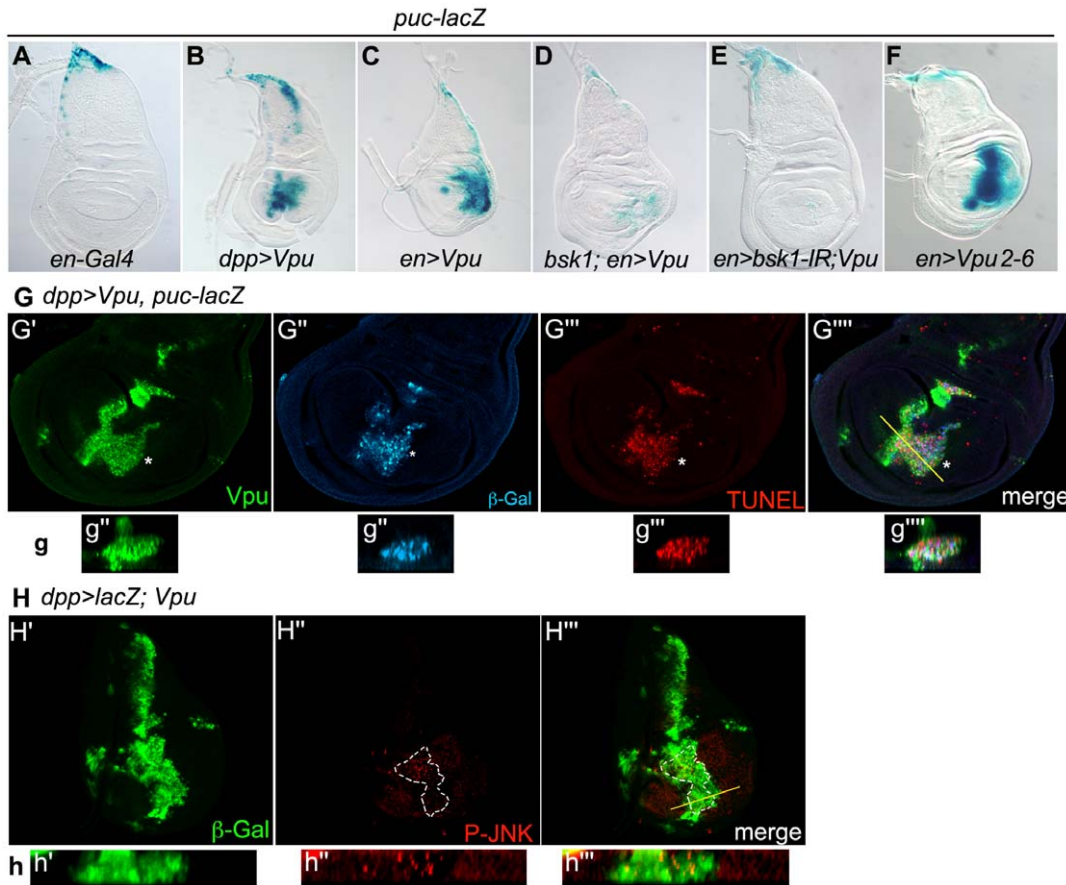 puc-lacZ
A B C D E F
en-Gal4 dpp>Vpu en>Vpu bsk1; en>Vpu en>bsk1-IR;Vpu en>Vpu 2-6
G dpp>Vpu, puc-lacZ
G' G'' G''' G''''
* * * *
Vpu β-Gal TUNEL merge
g g'' g'' g''' g''''
H dpp>lacZ; Vpu
H' H'' H'''
β-Gal P-JNK merge
h h' h'' h'''